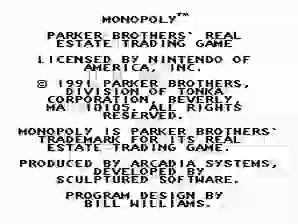 MONOPOLY™
PARKER BROTHERS' REAL
ESTATE TRADING GAME
LICENSED BY NINTENDO OF
AMERICA, INC.
© 1991 PARKER BROTHERS,
DIVISION OF TONKA
CORPORATION, BEVERLY,
MA 10105. ALL RIGHTS
RESERVED.
MONOPOLY IS PARKER BROTHERS'
TRADEMARK FOR ITS REAL
ESTATE TRADING GAME.
PRODUCED BY ARCADIA SYSTEMS,
DEVELOPED BY
SCULPTURED SOFTWARE.
PROGRAM DESIGN BY
BILL WILLIAMS.